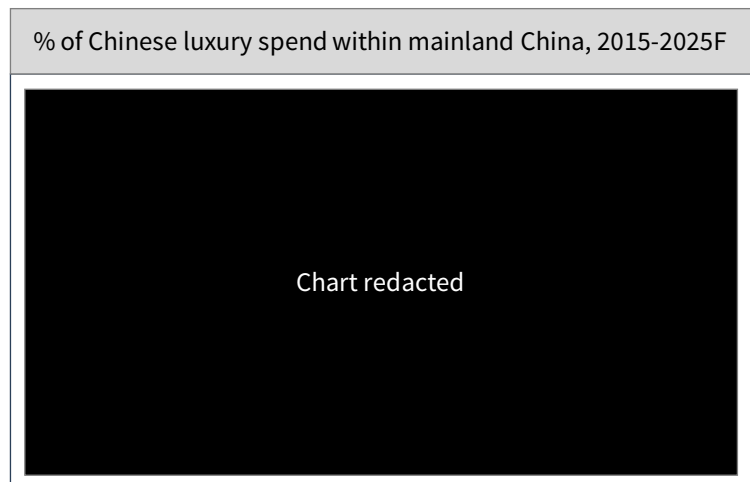 % of Chinese luxury spend within mainland China, 2015-2025F
Chart redacted